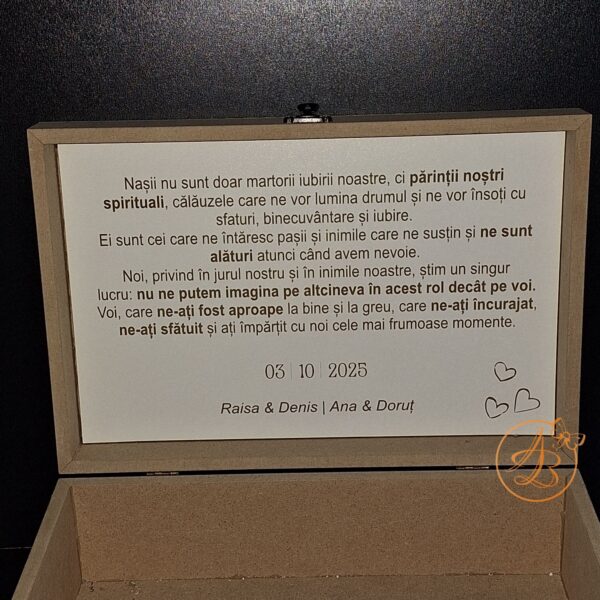 Nașii nu sunt doar martorii iubirii noastre, ci părinții noștri
spirituali, călăuzele care ne vor lumina drumul și ne vor însoți cu
sfaturi, binecuvântare și iubire.
Ei sunt cei care ne întăresc pașii și inimile care ne susțin și ne sunt
alături atunci când avem nevoie.
Noi, privind în jurul nostru și în inimile noastre, știm un singur
lucru: nu ne putem imagina pe altcineva în acest rol decât pe voi.
Voi, care ne-ați fost aproape la bine și la greu, care ne-ați încurajat,
ne-ați sfătuit și ați împărțit cu noi cele mai frumoase momente.
03 | 10 | 2025
Raisa & Denis | Ana & Doruț
AB